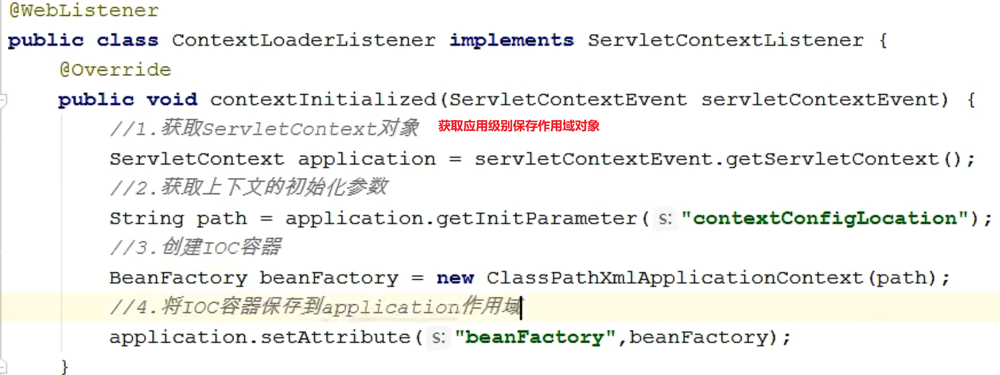 @WebListener
public class ContextLoaderListener implements ServletContextListener {
@Override
public void contextInitialized(ServletContextEvent servletContextEvent) {
//1.获取ServletContext对象 获取应用级别保存作用域对象
ServletContext application = servletContextEvent.getServletContext();
//2.获取上下文的初始化参数
String path = application.getInitParameter( s: "contextConfigLocation");
//3.创建IOC容器
BeanFactory beanFactory = new ClassPathXmlApplicationContext(path);
//4.将IOC容器保存到application作用域
application.setAttribute( s: "beanFactory",beanFactory);
}